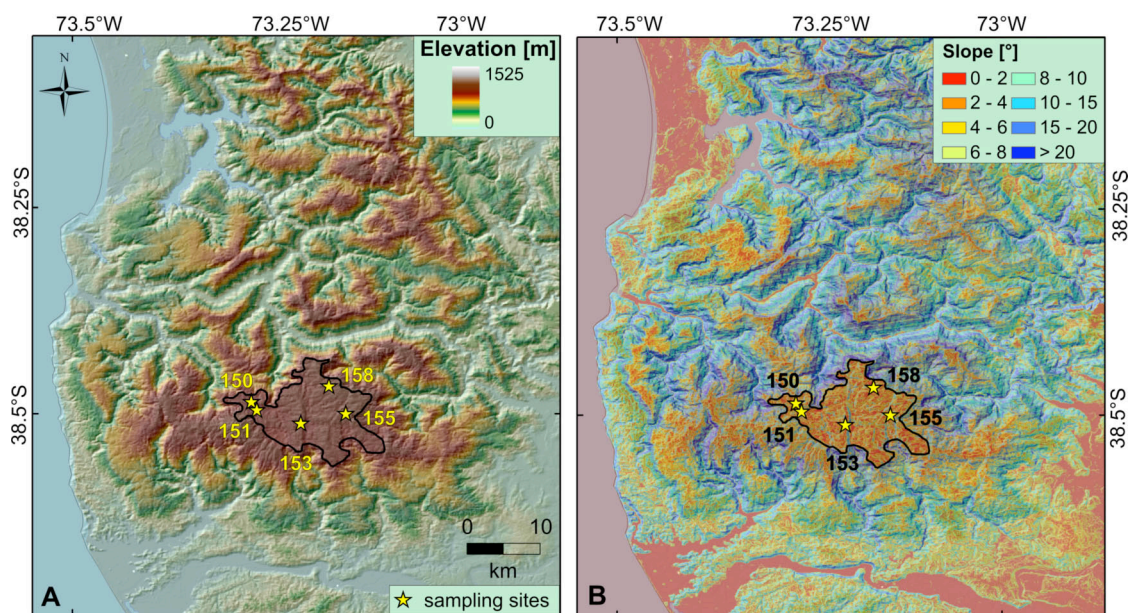 73.5°W 73.25°W 73°W
N
Elevation [m]
1525
0
38.25°S
38.5°S
150
158
151
155
153
0 10
km
A
sampling sites
73.5°W 73.25°W 73°W
Slope [°]
0 - 2 8 - 10
2 - 4 10 - 15
4 - 6 15 - 20
6 - 8 > 20
38.25°S
38.5°S
150
158
151
155
153
B